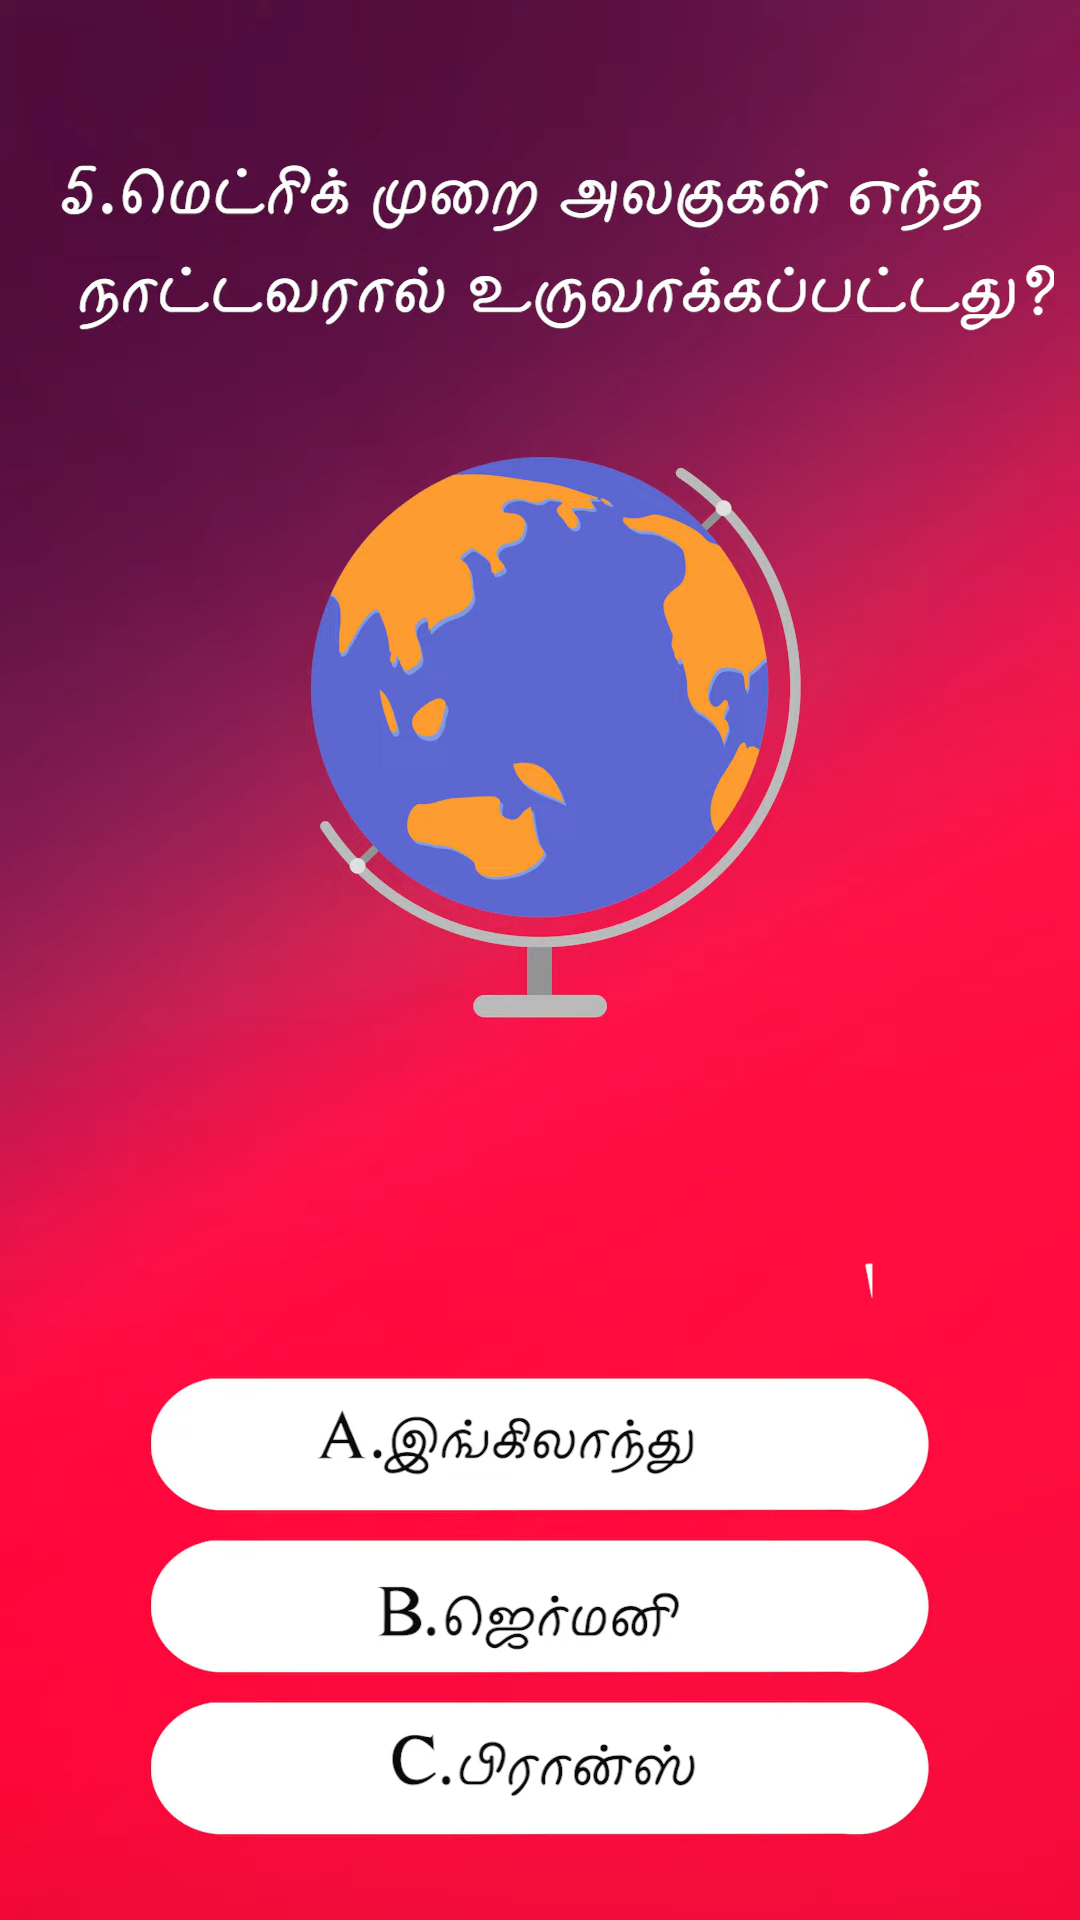 5.மெட்ரிக் முறை அலகுகள் எந்த
நாட்டவரால் உருவாக்கப்பட்டது?
A.இங்கிலாந்து
B.ஜெர்மனி
C.பிரான்ஸ்